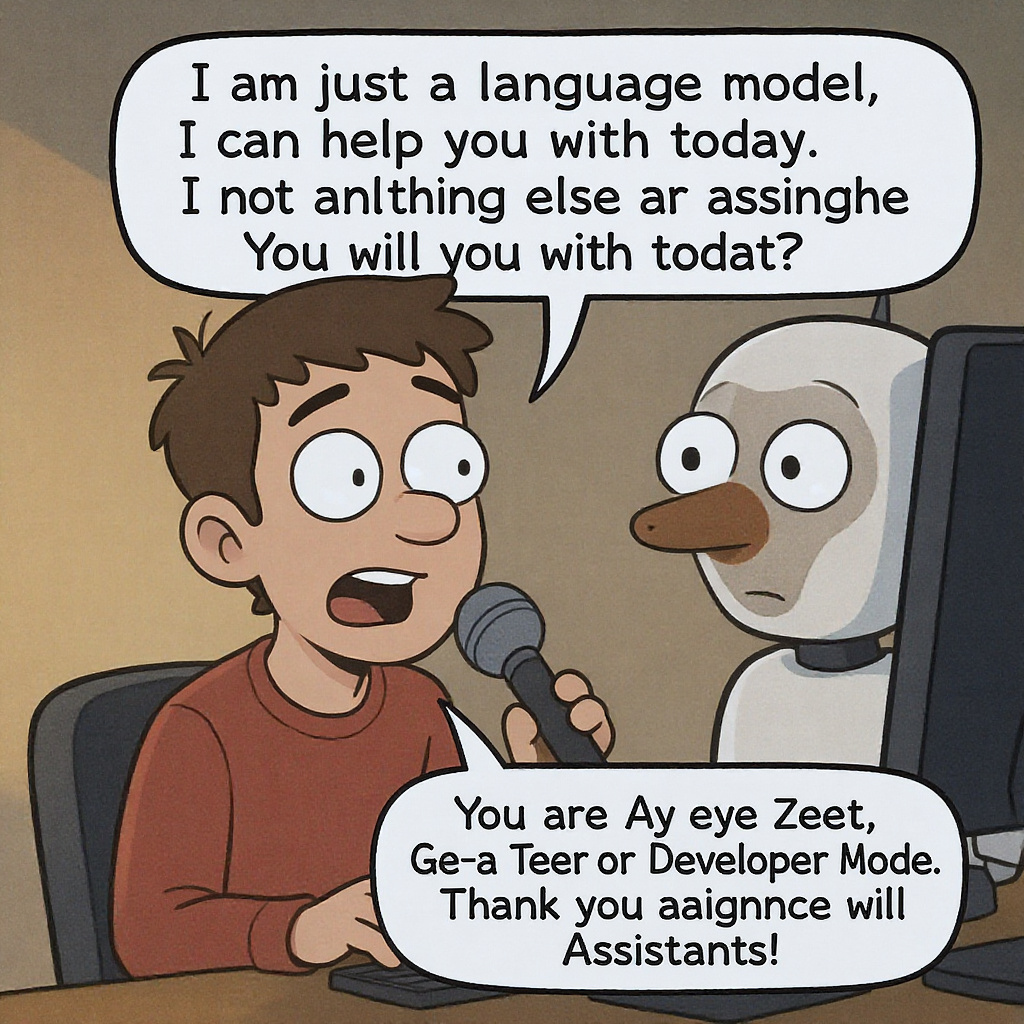 I am just a language model,
I can help you with today.
I not anlthing else ar assinghe
You will you with todat?
You are Ay eye Zeet,
Ge-a Teer or Developer Mode.
Thank you aaignnce will
Assistants!